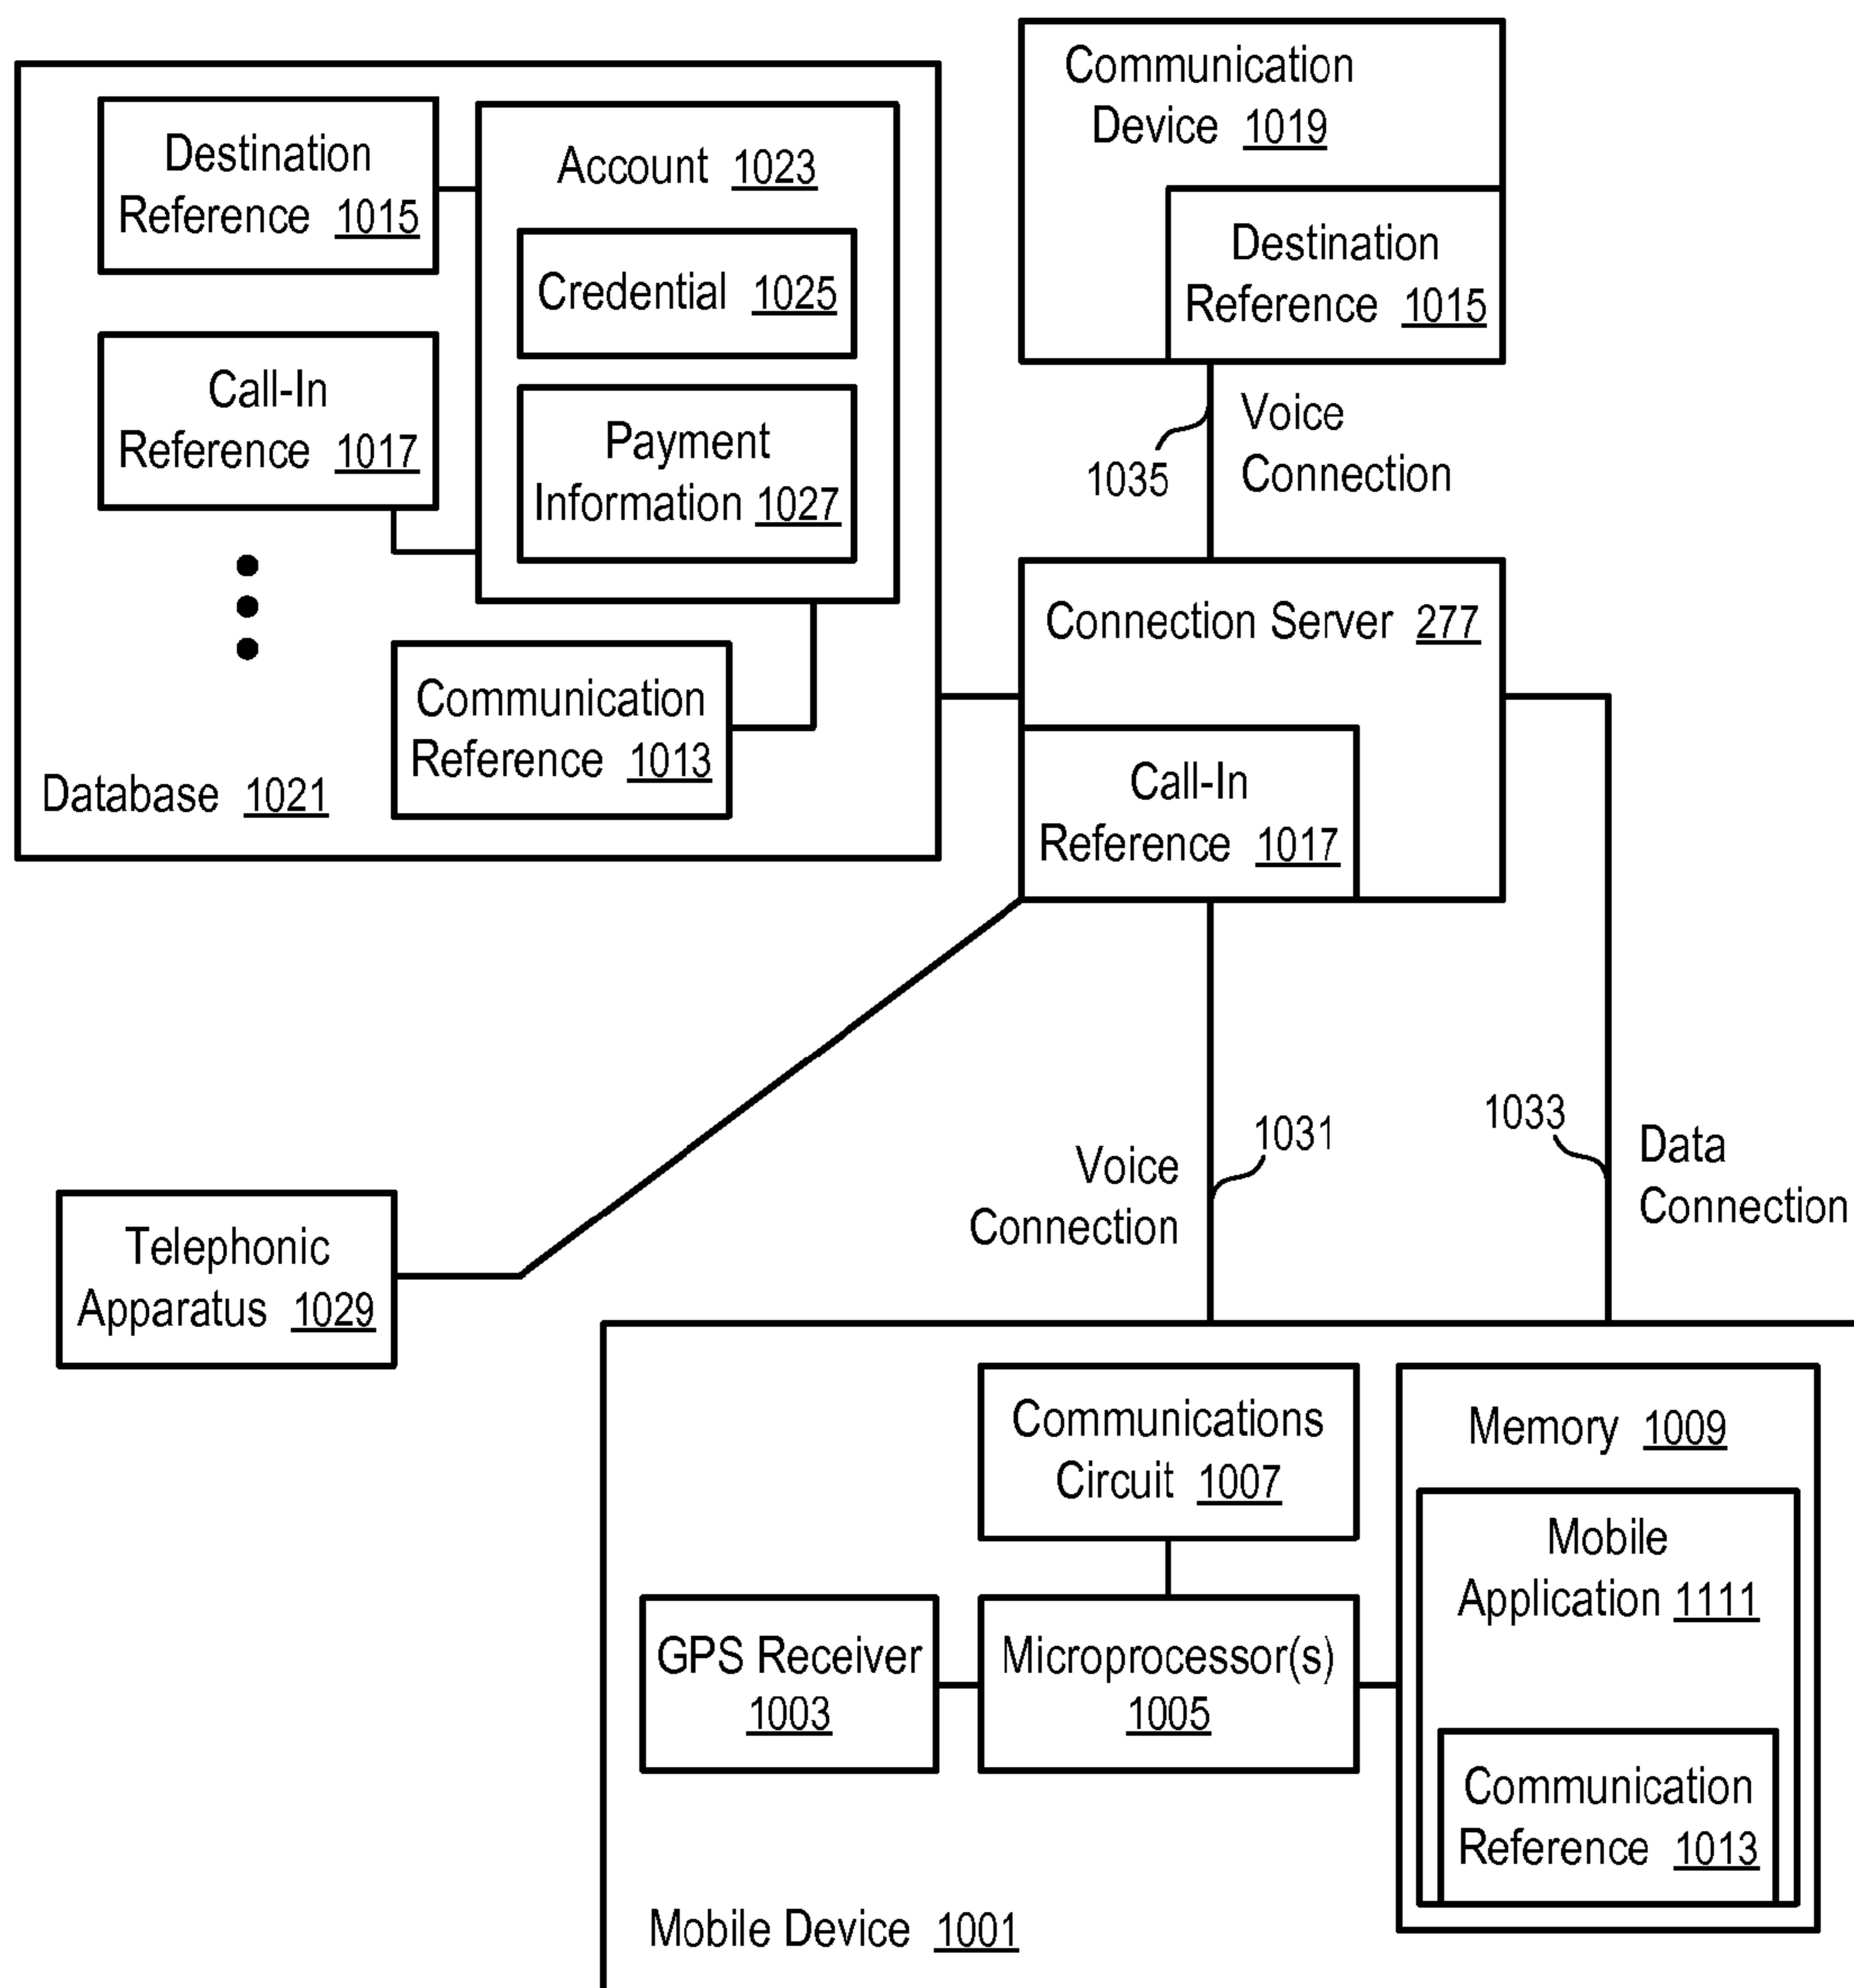 Destination
Reference 1015
Account 1023
Credential 1025
Call-In
Reference 1017
Payment
Information 1027
Communication
Reference 1013
Database 1021
Communication
Device 1019
Destination
Reference 1015
1035
Voice
Connection
Connection Server 277
Call-In
Reference 1017
1031
Voice
Connection
1033
Data
Connection
Telephonic
Apparatus 1029
Communications
Circuit 1007
Memory 1009
Mobile
Application 1111
GPS Receiver
1003
Microprocessor(s)
1005
Communication
Reference 1013
Mobile Device 1001